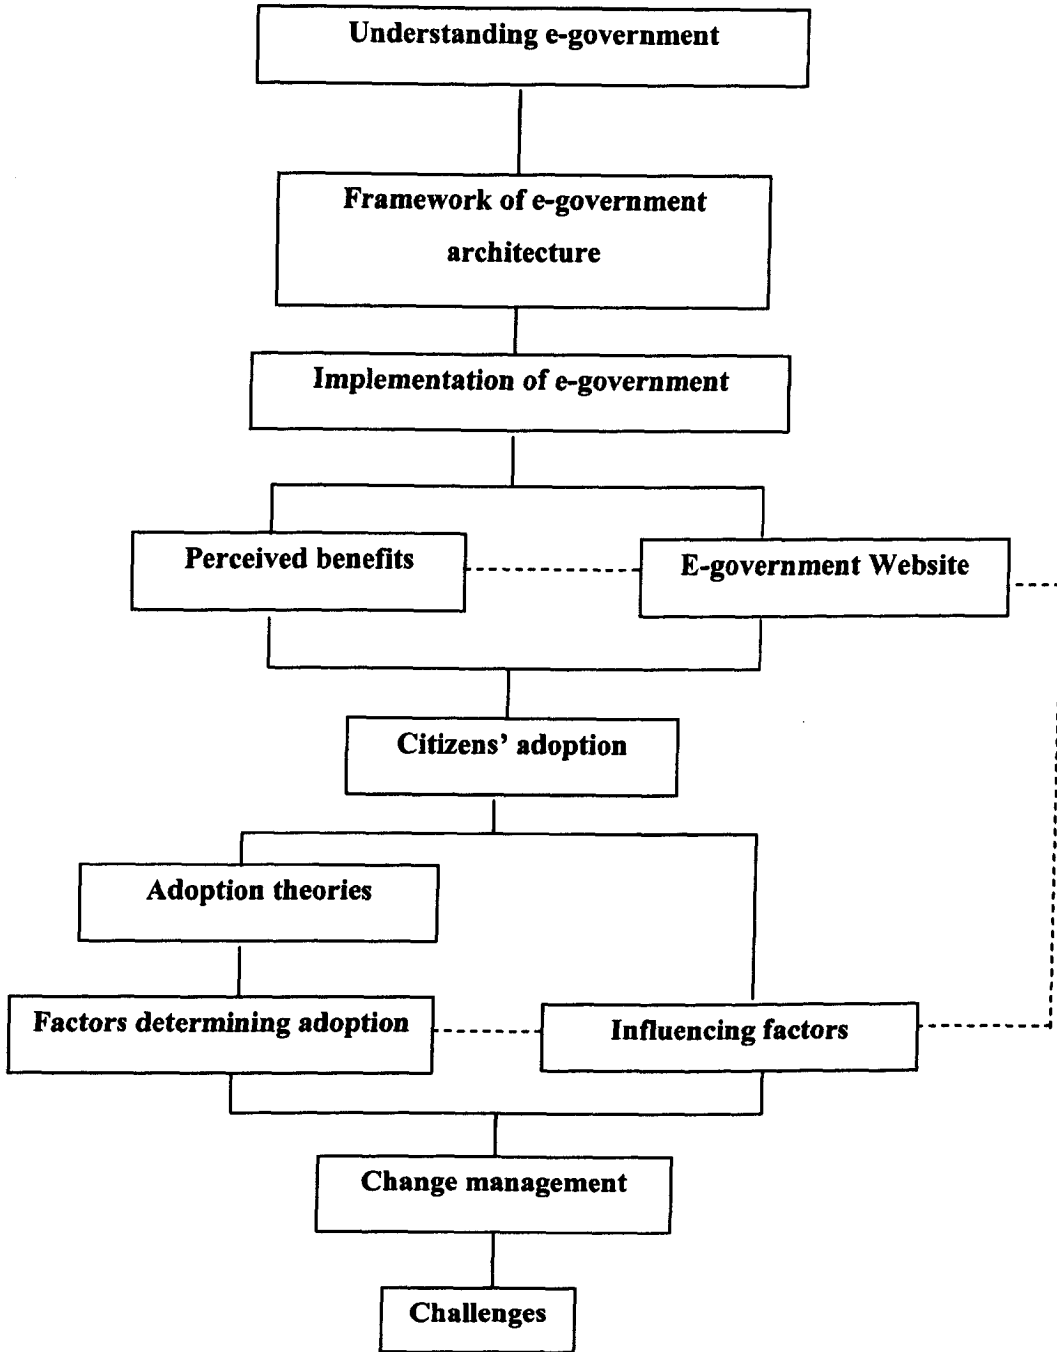 Understanding e-government
Framework of e-government
architecture
Implementation of e-government
Perceived benefits
E-government Website
Citizens’ adoption
Adoption theories
Factors determining adoption
Influencing factors
Change management
Challenges